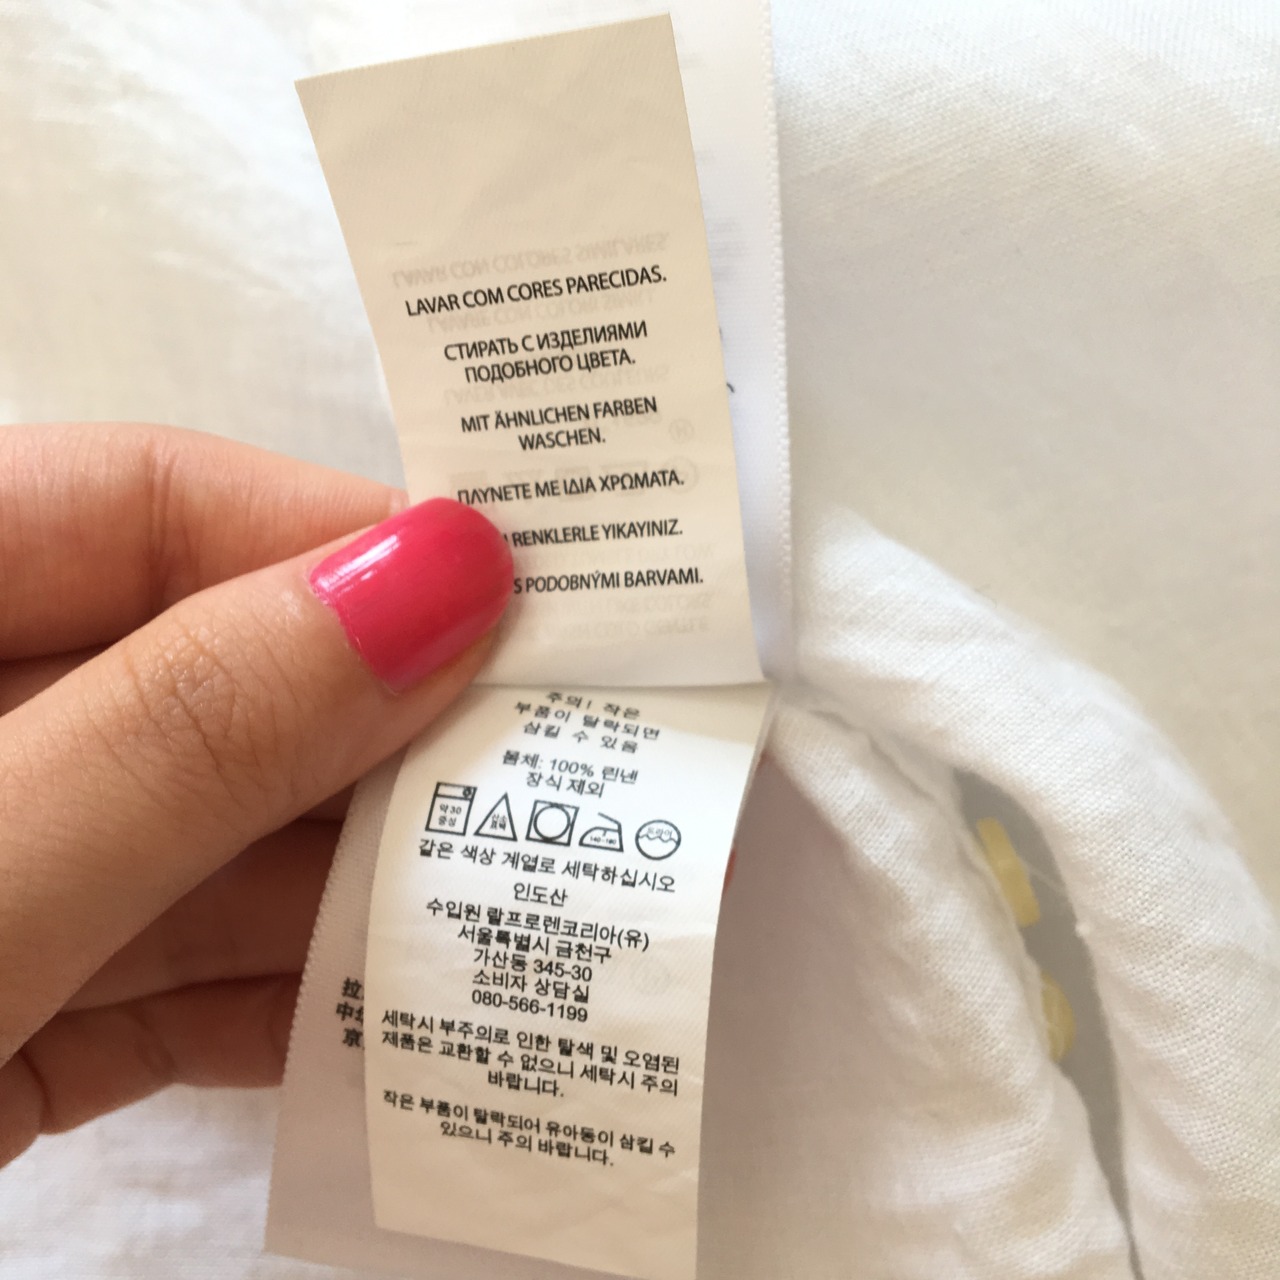 LAVAR COM CORES PARECIDAS.
СТИРАТЬ С ИЗДЕЛИЯМИ
ПОДОБНОГО ЦВЕТА.
MIT ÄHNLICHEN FARBEN
WASCHEN.
ΠΛΥΝΕΤΕ ΜΕ ΙΔΙΑ ΧΡΩΜΑΤΑ.
RENKLERLE YIKAYINIZ.
S PODOBNÝMI BARVAMI.
주의! 작은
부품이 탈락되면
삼킬 수 있음
몸체: 100% 린넨
장식 제외
약 30
중성
드라이
같은 색상 계열로 세탁하십시오
인도산
수입원 랄프로렌코리아(유)
서울특별시 금천구
가산동 345-30
소비자 상담실
080-566-1199
세탁시 부주의로 인한 탈색 및 오염된
제품은 교환할 수 없으니 세탁시 주의
바랍니다.
작은 부품이 탈락되어 유아동이 삼킬 수
있으니 주의 바랍니다.